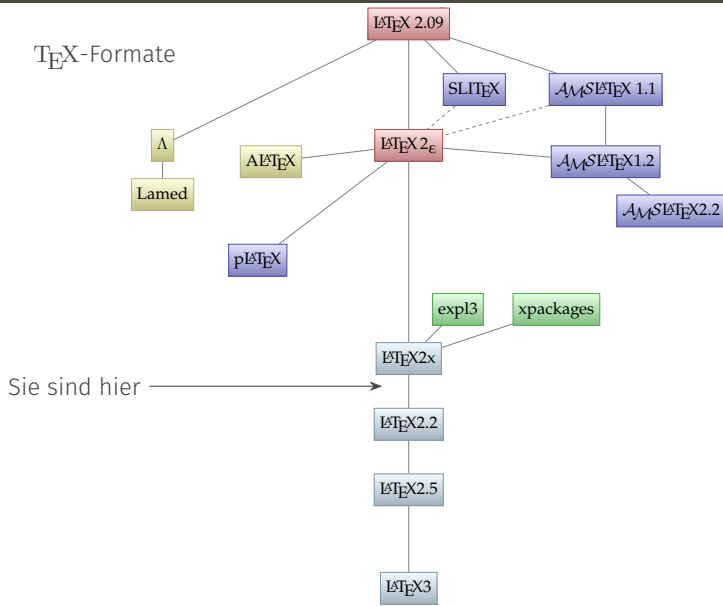 LATEX 2.09
TEX-Formate
SLITEX
AMSLATEX 1.1
Λ
ALATEX
LATEX 2ε
AMSLATEX1.2
Lamed
AMSLATEX2.2
pLATEX
expl3
xpackages
LATEX2x
Sie sind hier
LATEX2.2
LATEX2.5
LATEX3